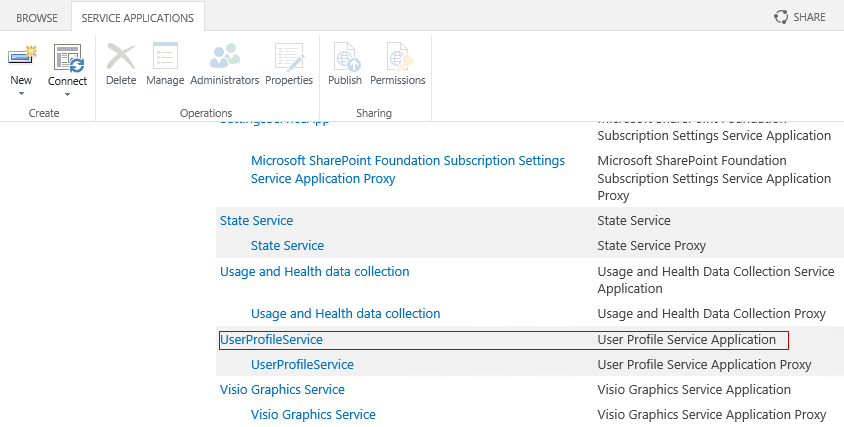 BROWSE SERVICE APPLICATIONS SHARE
New Connect Delete Manage Administrators Properties Publish Permissions
Create Operations Sharing
SettingsServiceApp Microsoft SharePoint Foundation
Subscription Settings Service Application
Microsoft SharePoint Foundation Subscription Settings Microsoft SharePoint Foundation
Service Application Proxy Subscription Settings Service Application
Proxy
State Service State Service
State Service State Service Proxy
Usage and Health data collection Usage and Health Data Collection Service
Application
Usage and Health data collection Usage and Health Data Collection Proxy
UserProfileService User Profile Service Application
UserProfileService User Profile Service Application Proxy
Visio Graphics Service Visio Graphics Service Application
Visio Graphics Service Visio Graphics Service Application Proxy